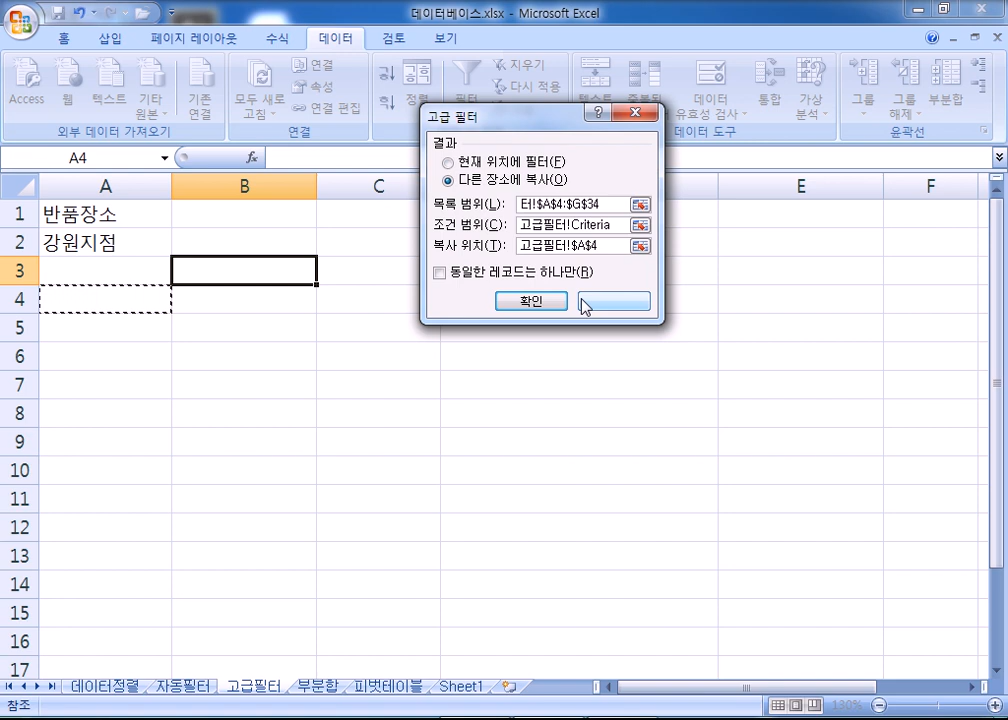 데이터베이스.xlsx - Microsoft Excel
홈 삽입 페이지 레이아웃 수식 데이터 검토 보기
Access 웹 텍스트 기타 원본 기존 연결
외부 데이터 가져오기
모두 새로 고침 연결 속성 연결 편집
연결
정렬 필터 지우기 다시 적용
데이터 유효성 검사 통합 가상 분석
데이터 도구
그룹 그룹 해제 부분합
윤곽선
A4 fx
A B C E F
1 반품장소
2 강원지점
3
4
5
6
7
8
9
10
11
12
13
14
15
16
17
고급 필터
결과
현재 위치에 필터(F)
다른 장소에 복사(O)
목록 범위(L): 터!$A$4:$G$34
조건 범위(C): 고급필터!Criteria
복사 위치(T): 고급필터!$A$4
동일한 레코드는 하나만(R)
확인
데이터정렬 자동필터 고급필터 부분합 피벗테이블 Sheet1
참조 130%